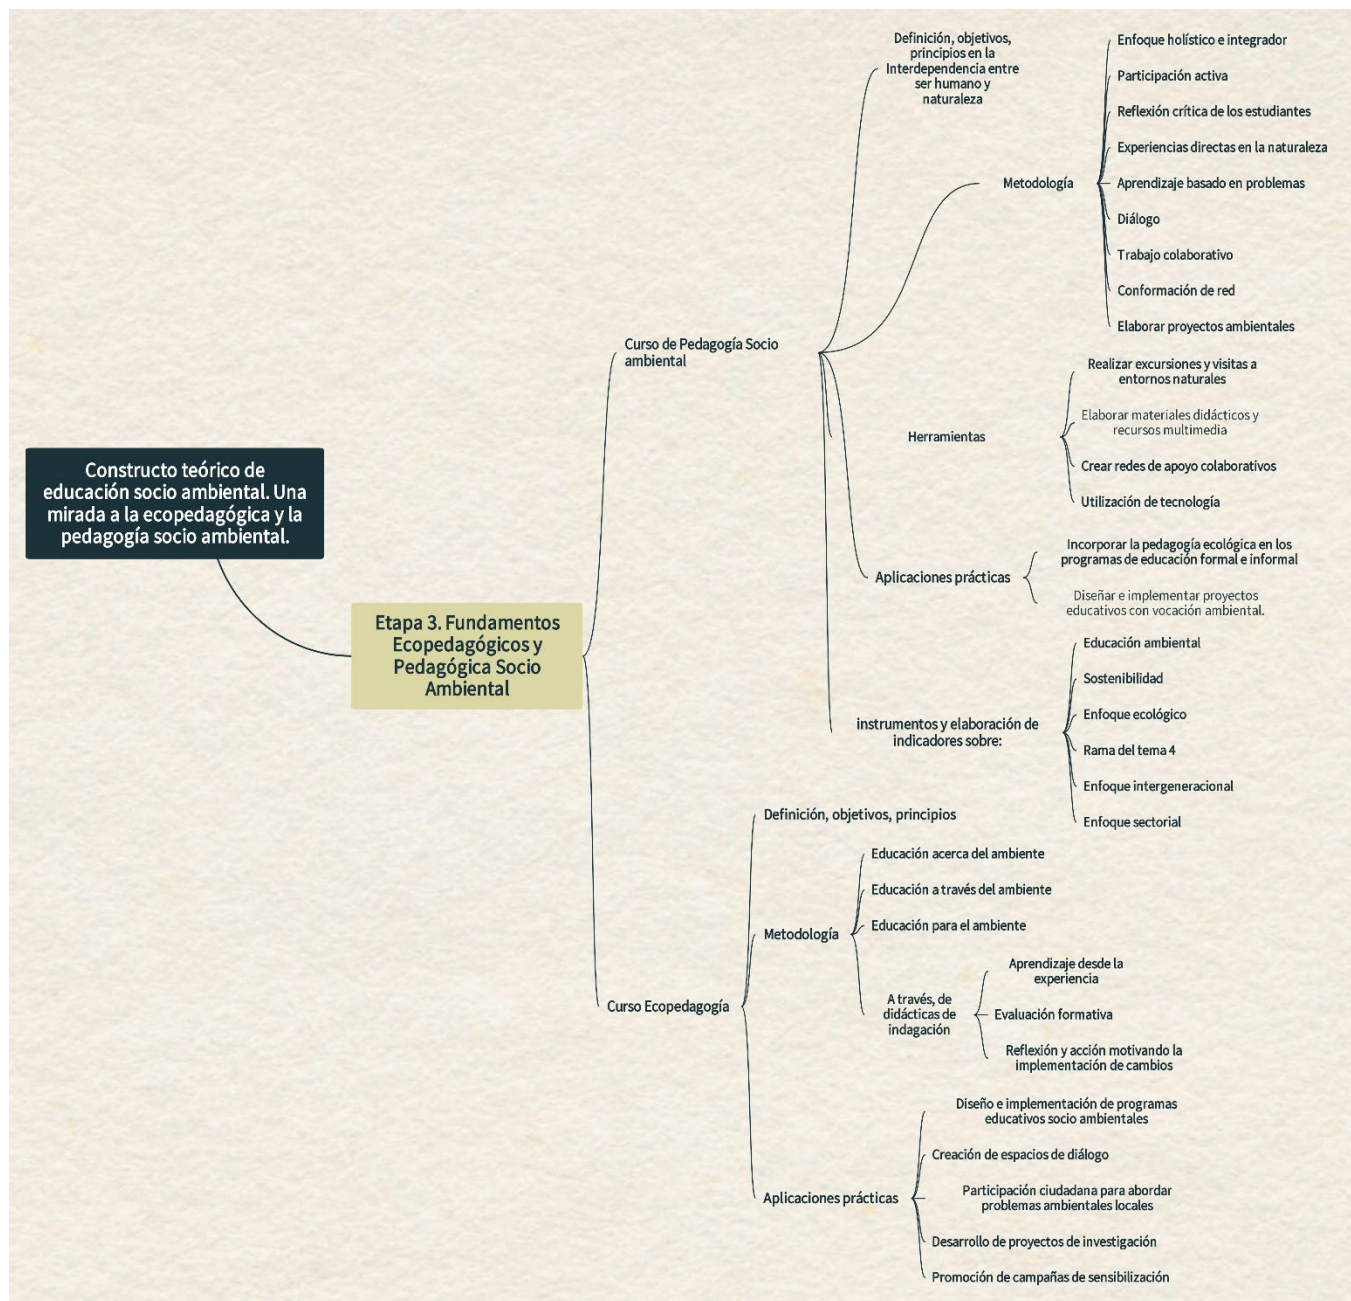 Constructo teórico de
educación socio ambiental. Una
mirada a la ecopedagógica y la
pedagogía socio ambiental.
Etapa 3. Fundamentos
Ecopedagógicos y
Pedagógica Socio
Ambiental
Curso de Pedagogía Socio
ambiental
Definición, objetivos,
principios en la
Interdependencia entre
ser humano y
naturaleza
Metodología
Enfoque holístico e integrador
Participación activa
Reflexión crítica de los estudiantes
Experiencias directas en la naturaleza
Aprendizaje basado en problemas
Diálogo
Trabajo colaborativo
Conformación de red
Elaborar proyectos ambientales
Herramientas
Realizar excursiones y visitas a
entornos naturales
Elaborar materiales didácticos y
recursos multimedia
Crear redes de apoyo colaborativos
Utilización de tecnología
Aplicaciones prácticas
Incorporar la pedagogía ecológica en los
programas de educación formal e informal
Diseñar e implementar proyectos
educativos con vocación ambiental.
instrumentos y elaboración de
indicadores sobre:
Educación ambiental
Sostenibilidad
Enfoque ecológico
Rama del tema 4
Enfoque intergeneracional
Enfoque sectorial
Curso Ecopedagogía
Definición, objetivos, principios
Metodología
Educación acerca del ambiente
Educación a través del ambiente
Educación para el ambiente
A través, de
didácticas de
indagación
Aprendizaje desde la
experiencia
Evaluación formativa
Reflexión y acción motivando la
implementación de cambios
Aplicaciones prácticas
Diseño e implementación de programas
educativos socio ambientales
Creación de espacios de diálogo
Participación ciudadana para abordar
problemas ambientales locales
Desarrollo de proyectos de investigación
Promoción de campañas de sensibilización